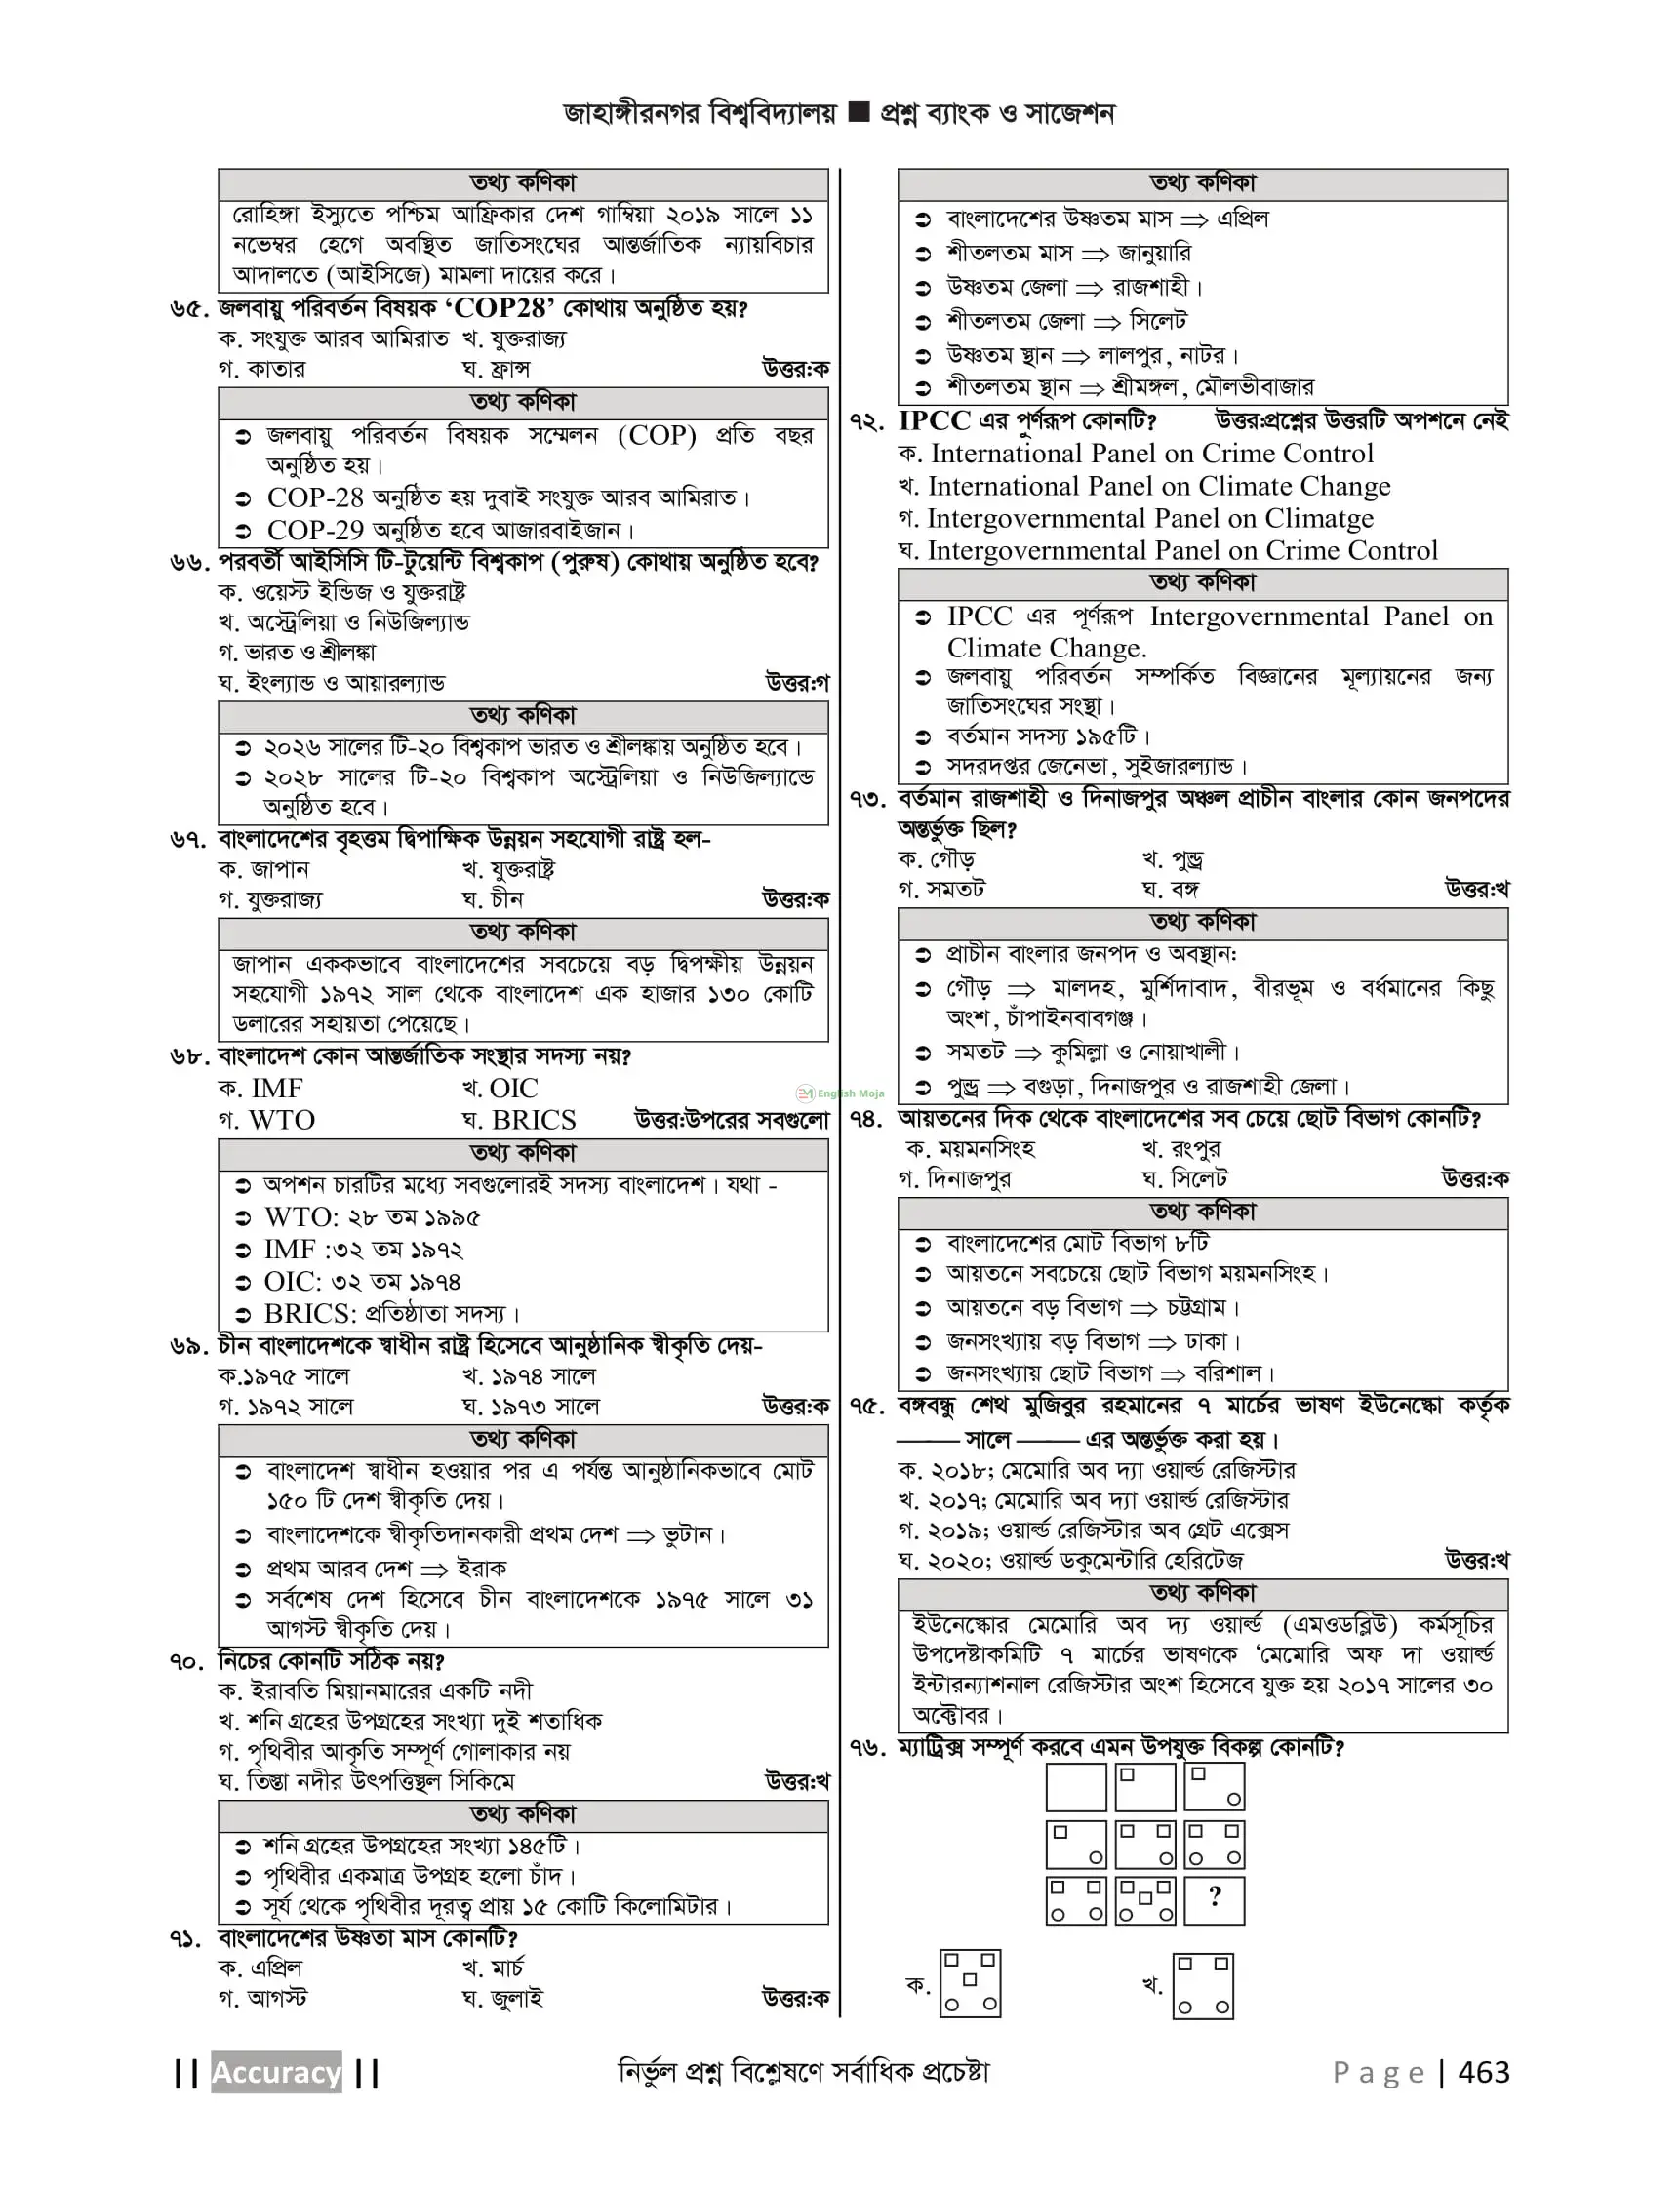 জাহাঙ্গীরনগর বিশ্ববিদ্যালয় ■ প্রশ্ন ব্যাংক ও সাজেশন
তথ্য কণিকা
রোহিঙ্গা ইস্যুতে পশ্চিম আফ্রিকার দেশ গাম্বিয়া ২০১৯ সালে ১১
নভেম্বর হেগে অবস্থিত জাতিসংঘের আন্তর্জাতিক ন্যায়বিচার
আদালতে (আইসিজে) মামলা দায়ের করে।
৬৫. জলবায়ু পরিবর্তন বিষয়ক ‘COP28’ কোথায় অনুষ্ঠিত হয়?
ক. সংযুক্ত আরব আমিরাত খ. যুক্তরাজ্য
গ. কাতার ঘ. ফ্রান্স উত্তর:ক
তথ্য কণিকা
➲ জলবায়ু পরিবর্তন বিষয়ক সম্মেলন (COP) প্রতি বছর
অনুষ্ঠিত হয়।
➲ COP-28 অনুষ্ঠিত হয় দুবাই সংযুক্ত আরব আমিরাত।
➲ COP-29 অনুষ্ঠিত হবে আজারবাইজান।
৬৬. পরবর্তী আইসিসি টি-টুয়েন্টি বিশ্বকাপ (পুরুষ) কোথায় অনুষ্ঠিত হবে?
ক. ওয়েস্ট ইন্ডিজ ও যুক্তরাষ্ট্র
খ. অস্ট্রেলিয়া ও নিউজিল্যান্ড
গ. ভারত ও শ্রীলঙ্কা
ঘ. ইংল্যান্ড ও আয়ারল্যান্ড উত্তর:গ
তথ্য কণিকা
➲ ২০২৬ সালের টি-২০ বিশ্বকাপ ভারত ও শ্রীলঙ্কায় অনুষ্ঠিত হবে।
➲ ২০২৮ সালের টি-২০ বিশ্বকাপ অস্ট্রেলিয়া ও নিউজিল্যান্ডে
অনুষ্ঠিত হবে।
৬৭. বাংলাদেশের বৃহত্তম দ্বিপাক্ষিক উন্নয়ন সহযোগী রাষ্ট্র হল-
ক. জাপান খ. যুক্তরাষ্ট্র
গ. যুক্তরাজ্য ঘ. চীন উত্তর:ক
তথ্য কণিকা
জাপান এককভাবে বাংলাদেশের সবচেয়ে বড় দ্বিপক্ষীয় উন্নয়ন
সহযোগী ১৯৭২ সাল থেকে বাংলাদেশ এক হাজার ১৩০ কোটি
ডলারের সহায়তা পেয়েছে।
৬৮. বাংলাদেশ কোন আন্তর্জাতিক সংস্থার সদস্য নয়?
ক. IMF খ. OIC
গ. WTO ঘ. BRICS উত্তর:উপরের সবগুলো
তথ্য কণিকা
➲ অপশন চারটির মধ্যে সবগুলোরই সদস্য বাংলাদেশ। যথা -
➲ WTO: ২৮ তম ১৯৯৫
➲ IMF :৩২ তম ১৯৭২
➲ OIC: ৩২ তম ১৯৭৪
➲ BRICS: প্রতিষ্ঠাতা সদস্য।
৬৯. চীন বাংলাদেশকে স্বাধীন রাষ্ট্র হিসেবে আনুষ্ঠানিক স্বীকৃতি দেয়-
ক.১৯৭৫ সালে খ. ১৯৭৪ সালে
গ. ১৯৭২ সালে ঘ. ১৯৭৩ সালে উত্তর:ক
তথ্য কণিকা
➲ বাংলাদেশ স্বাধীন হওয়ার পর এ পর্যন্ত আনুষ্ঠানিকভাবে মোট
১৫০ টি দেশ স্বীকৃতি দেয়।
➲ বাংলাদেশকে স্বীকৃতিদানকারী প্রথম দেশ ⇒ ভুটান।
➲ প্রথম আরব দেশ ⇒ ইরাক
➲ সর্বশেষ দেশ হিসেবে চীন বাংলাদেশকে ১৯৭৫ সালে ৩১
আগস্ট স্বীকৃতি দেয়।
৭০. নিচের কোনটি সঠিক নয়?
ক. ইরাবতি মিয়ানমারের একটি নদী
খ. শনি গ্রহের উপগ্রহের সংখ্যা দুই শতাধিক
গ. পৃথিবীর আকৃতি সম্পূর্ণ গোলাকার নয়
ঘ. তিস্তা নদীর উৎপত্তিস্থল সিকিমে উত্তর:খ
তথ্য কণিকা
➲ শনি গ্রহের উপগ্রহের সংখ্যা ১৪৫টি।
➲ পৃথিবীর একমাত্র উপগ্রহ হলো চাঁদ।
➲ সূর্য থেকে পৃথিবীর দূরত্ব প্রায় ১৫ কোটি কিলোমিটার।
৭১. বাংলাদেশের উষ্ণতা মাস কোনটি?
ক. এপ্রিল খ. মার্চ
গ. আগস্ট ঘ. জুলাই উত্তর:ক
তথ্য কণিকা
➲ বাংলাদেশের উষ্ণতম মাস ⇒ এপ্রিল
➲ শীতলতম মাস ⇒ জানুয়ারি
➲ উষ্ণতম জেলা ⇒ রাজশাহী।
➲ শীতলতম জেলা ⇒ সিলেট
➲ উষ্ণতম স্থান ⇒ লালপুর, নাটর।
➲ শীতলতম স্থান ⇒ শ্রীমঙ্গল, মৌলভীবাজার
৭২. IPCC এর পূর্ণরূপ কোনটি? উত্তর:প্রশ্নের উত্তরটি অপশনে নেই
ক. International Panel on Crime Control
খ. International Panel on Climate Change
গ. Intergovernmental Panel on Climatge
ঘ. Intergovernmental Panel on Crime Control
তথ্য কণিকা
➲ IPCC এর পূর্ণরূপ Intergovernmental Panel on
Climate Change.
➲ জলবায়ু পরিবর্তন সম্পর্কিত বিজ্ঞানের মূল্যায়নের জন্য
জাতিসংঘের সংস্থা।
➲ বর্তমান সদস্য ১৯৫টি।
➲ সদরদপ্তর জেনেভা, সুইজারল্যান্ড।
৭৩. বর্তমান রাজশাহী ও দিনাজপুর অঞ্চল প্রাচীন বাংলার কোন জনপদের
অন্তর্ভুক্ত ছিল?
ক. গৌড় খ. পুন্ড্র
গ. সমতট ঘ. বঙ্গ উত্তর:খ
তথ্য কণিকা
➲ প্রাচীন বাংলার জনপদ ও অবস্থান:
➲ গৌড় ⇒ মালদহ, মুর্শিদাবাদ, বীরভূম ও বর্ধমানের কিছু
অংশ, চাঁপাইনবাবগঞ্জ।
➲ সমতট ⇒ কুমিল্লা ও নোয়াখালী।
➲ পুন্ড্র ⇒ বগুড়া, দিনাজপুর ও রাজশাহী জেলা।
English Moja
৭৪. আয়তনের দিক থেকে বাংলাদেশের সব চেয়ে ছোট বিভাগ কোনটি?
ক. ময়মনসিংহ খ. রংপুর
গ. দিনাজপুর ঘ. সিলেট উত্তর:ক
তথ্য কণিকা
➲ বাংলাদেশের মোট বিভাগ ৮টি
➲ আয়তনে সবচেয়ে ছোট বিভাগ ময়মনসিংহ।
➲ আয়তনে বড় বিভাগ ⇒ চট্টগ্রাম।
➲ জনসংখ্যায় বড় বিভাগ ⇒ ঢাকা।
➲ জনসংখ্যায় ছোট বিভাগ ⇒ বরিশাল।
৭৫. বঙ্গবন্ধু শেখ মুজিবুর রহমানের ৭ মার্চের ভাষণ ইউনেস্কো কর্তৃক
—— সালে —— এর অন্তর্ভুক্ত করা হয়।
ক. ২০১৮; মেমোরি অব দ্যা ওয়ার্ল্ড রেজিস্টার
খ. ২০১৭; মেমোরি অব দ্যা ওয়ার্ল্ড রেজিস্টার
গ. ২০১৯; ওয়ার্ল্ড রেজিস্টার অব গ্রেট এক্সেস
ঘ. ২০২০; ওয়ার্ল্ড ডকুমেন্টারি হেরিটেজ উত্তর:খ
তথ্য কণিকা
ইউনেস্কোর মেমোরি অব দ্য ওয়ার্ল্ড (এমওডব্লিউ) কর্মসূচির
উপদেষ্টাকমিটি ৭ মার্চের ভাষণকে ‘মেমোরি অফ দা ওয়ার্ল্ড
ইন্টারন্যাশনাল রেজিস্টার অংশ হিসেবে যুক্ত হয় ২০১৭ সালের ৩০
অক্টোবর।
৭৬. ম্যাট্রিক্স সম্পূর্ণ করবে এমন উপযুক্ত বিকল্প কোনটি?
?
ক. খ.
|| Accuracy || নির্ভুল প্রশ্ন বিশ্লেষণে সর্বাধিক প্রচেষ্টা Page | 463